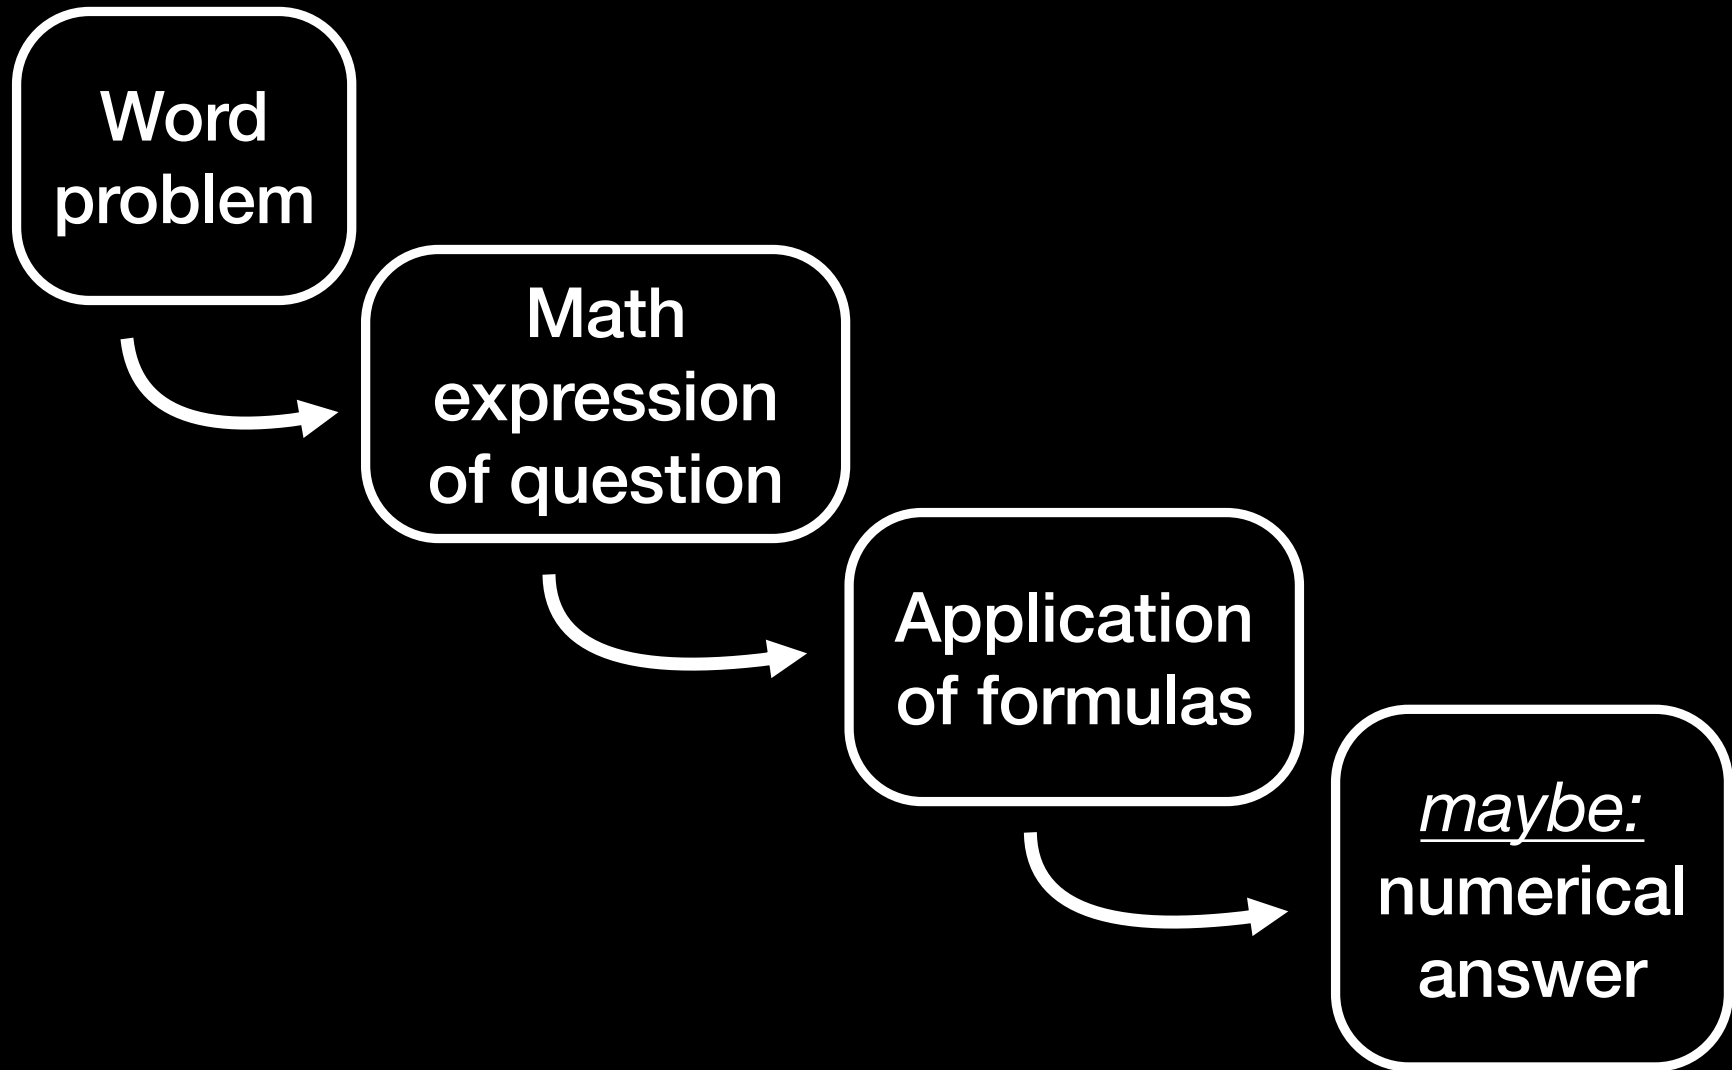 Word
problem
Math
expression
of question
Application
of formulas
maybe:
numerical
answer